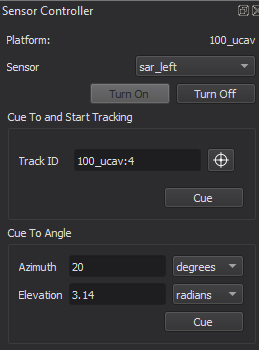 Sensor Controller
Platform: 100_ucav
Sensor sar_left
Turn On Turn Off
Cue To and Start Tracking
Track ID 100_ucav:4
Cue
Cue To Angle
Azimuth 20 degrees
Elevation 3.14 radians
Cue